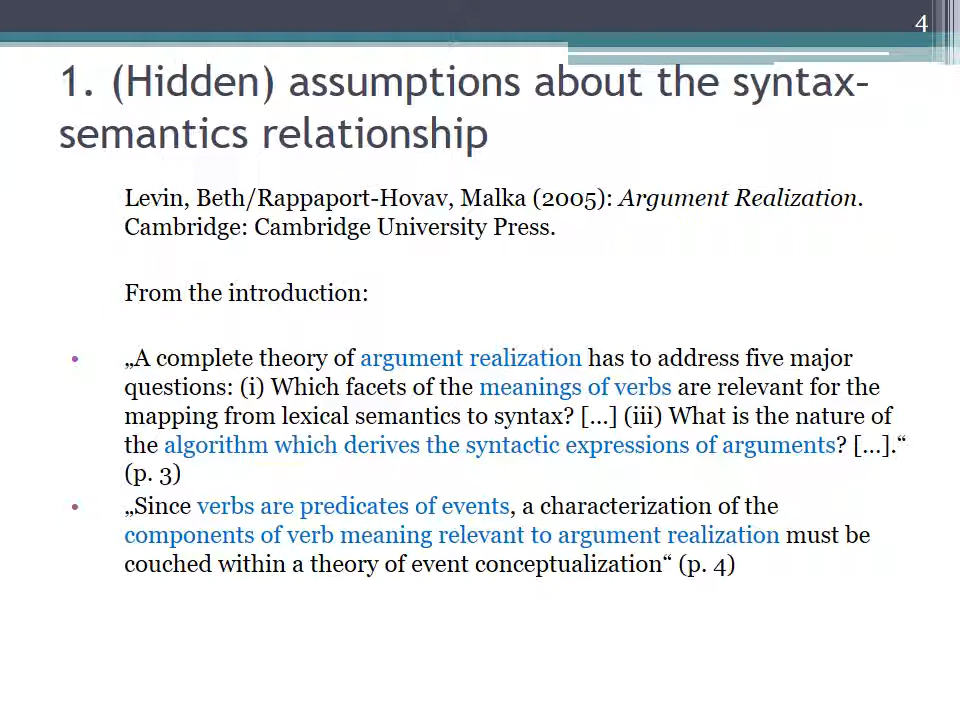 4
1. (Hidden) assumptions about the syntax-
semantics relationship
Levin, Beth/Rappaport-Hovav, Malka (2005): Argument Realization.
Cambridge: Cambridge University Press.
From the introduction:
• „A complete theory of argument realization has to address five major
questions: (i) Which facets of the meanings of verbs are relevant for the
mapping from lexical semantics to syntax? […] (iii) What is the nature of
the algorithm which derives the syntactic expressions of arguments? […].“
(p. 3)
• „Since verbs are predicates of events, a characterization of the
components of verb meaning relevant to argument realization must be
couched within a theory of event conceptualization“ (p. 4)